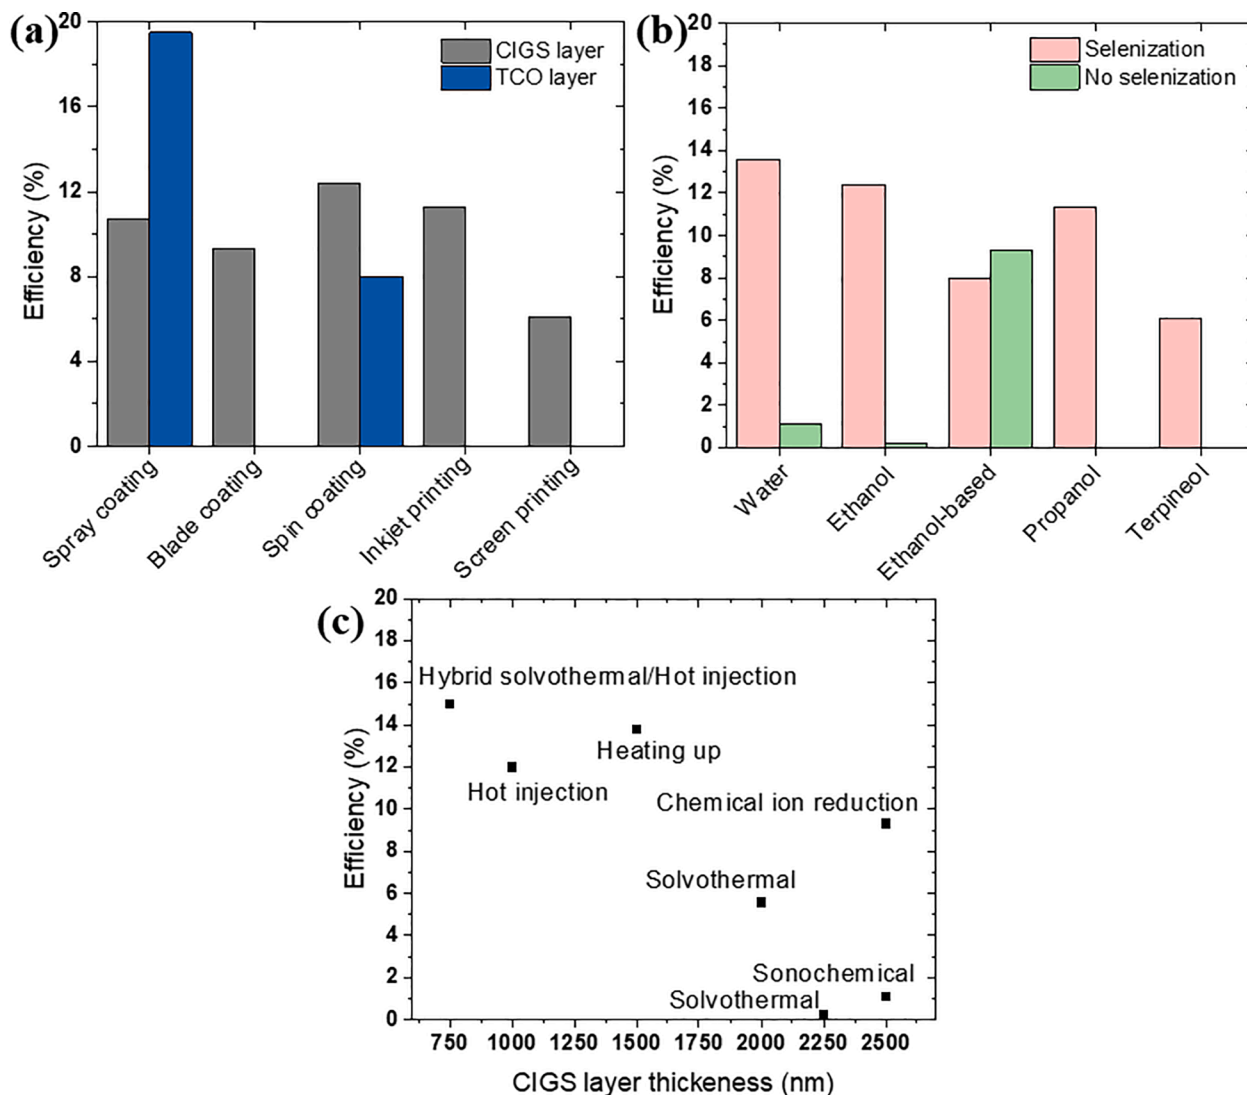 (a)
20
16
12
8
4
0
Efficiency (%)
CIGS layer
TCO layer
Spray coating
Blade coating
Spin coating
Inkjet printing
Screen printing
(b)
20
18
16
14
12
10
8
6
4
2
0
Efficiency (%)
Selenization
No selenization
Water
Ethanol
Ethanol-based
Propanol
Terpineol
(c)
20
18
16
14
12
10
8
6
4
2
0
Efficiency (%)
Hybrid solvothermal/Hot injection
Heating up
Hot injection
Chemical ion reduction
Solvothermal
Sonochemical
Solvothermal
750 1000 1250 1500 1750 2000 2250 2500
CIGS layer thickeness (nm)